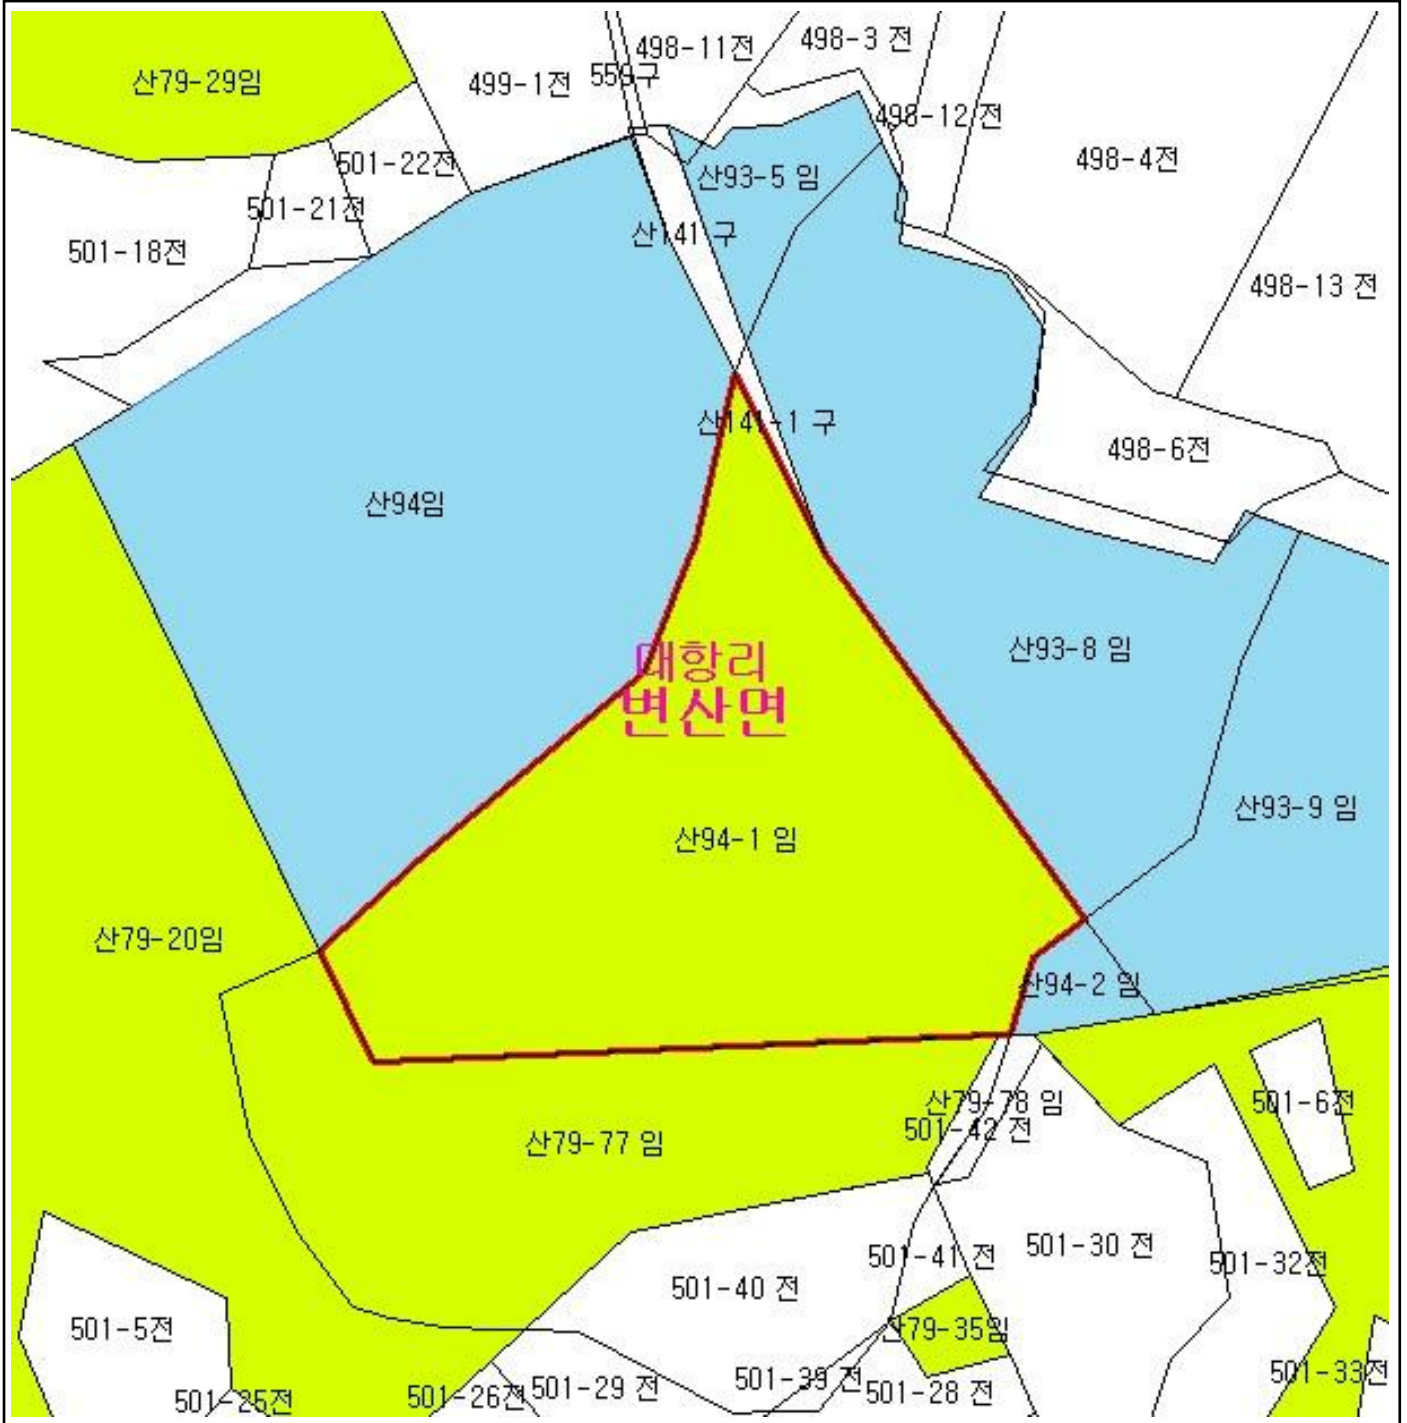 498-3 전
498-11전
559구
산79-29임
499-1전
498-12 전
498-4전
501-22전
산93-5 임
501-21전
산141 구
501-18전
498-13 전
산141-1 구
498-6전
산94임
산93-8 임
대항리
변산면
산93-9 임
산94-1 임
산79-20임
산94-2 임
산79-78 임
501-6전
501-42 전
산79-77 임
501-30 전
501-41 전
501-32전
501-40 전
501-5전
산79-35임
501-33전
501-39 전
501-29 전
501-28 전
501-26전
501-25전